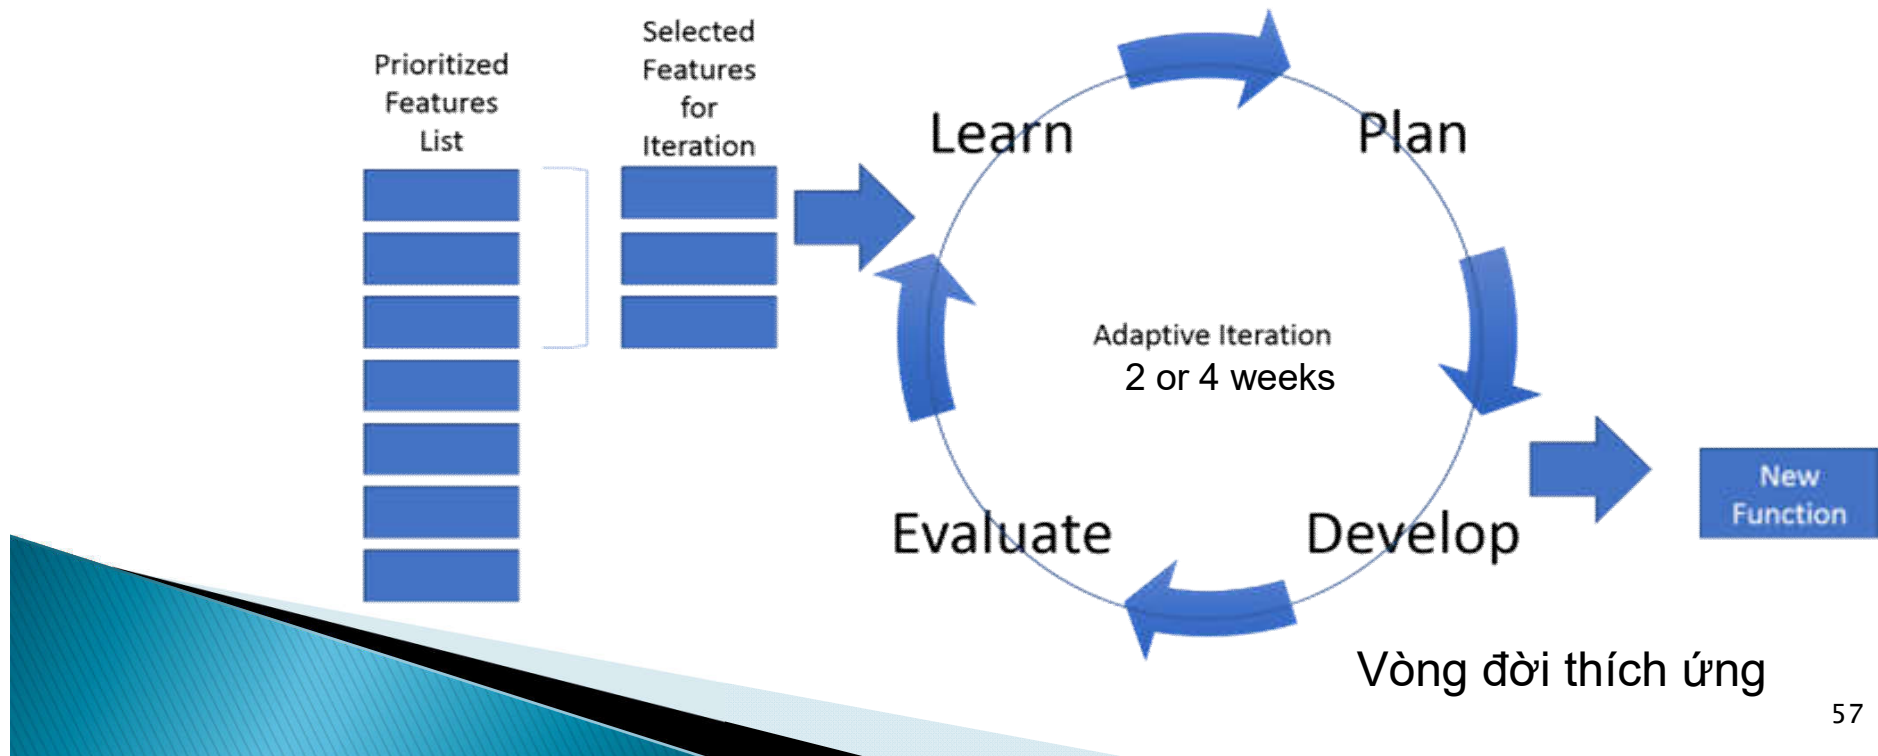 Prioritized
Features
List
Selected
Features
for
Iteration
Learn
Plan
Adaptive Iteration
2 or 4 weeks
Evaluate
Develop
New
Function
Vòng đời thích ứng
57